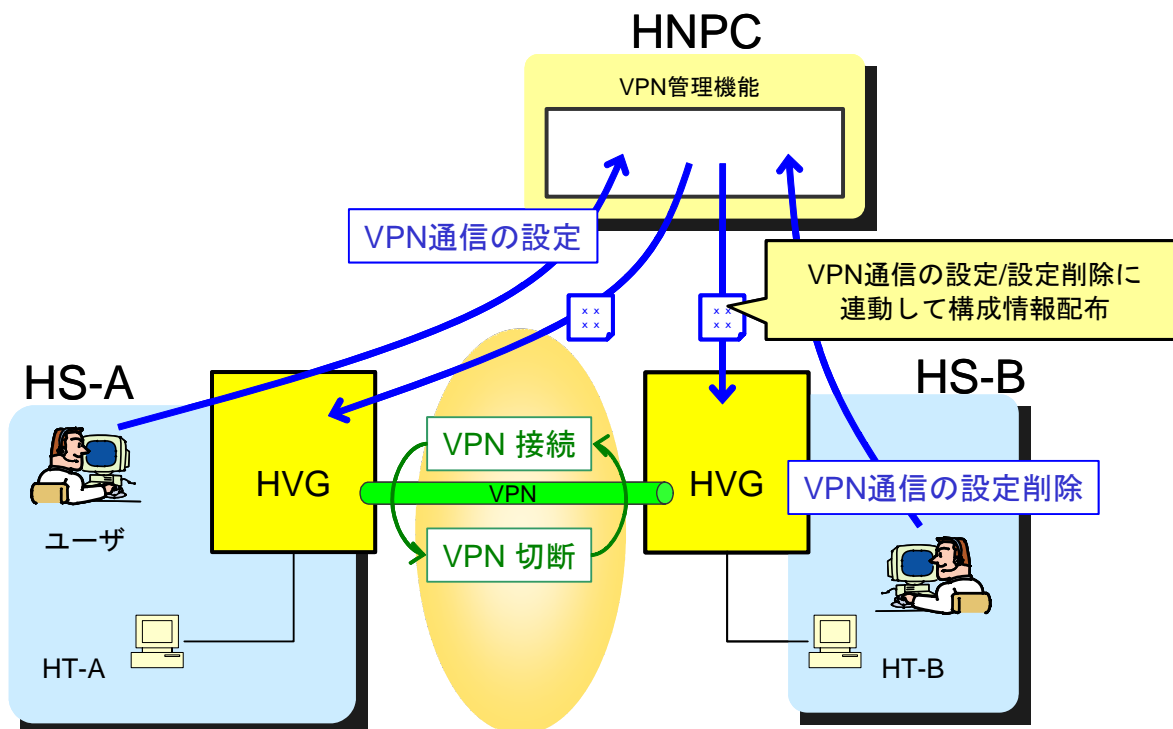 HNPC
VPN管理機能
VPN通信の設定
VPN通信の設定/設定削除に
連動して構成情報配布
x x
x x
x x
x x
HS-A
HS-B
HVG
VPN 接続
VPN
VPN 切断
HVG
VPN通信の設定削除
ユーザ
HT-A
HT-B